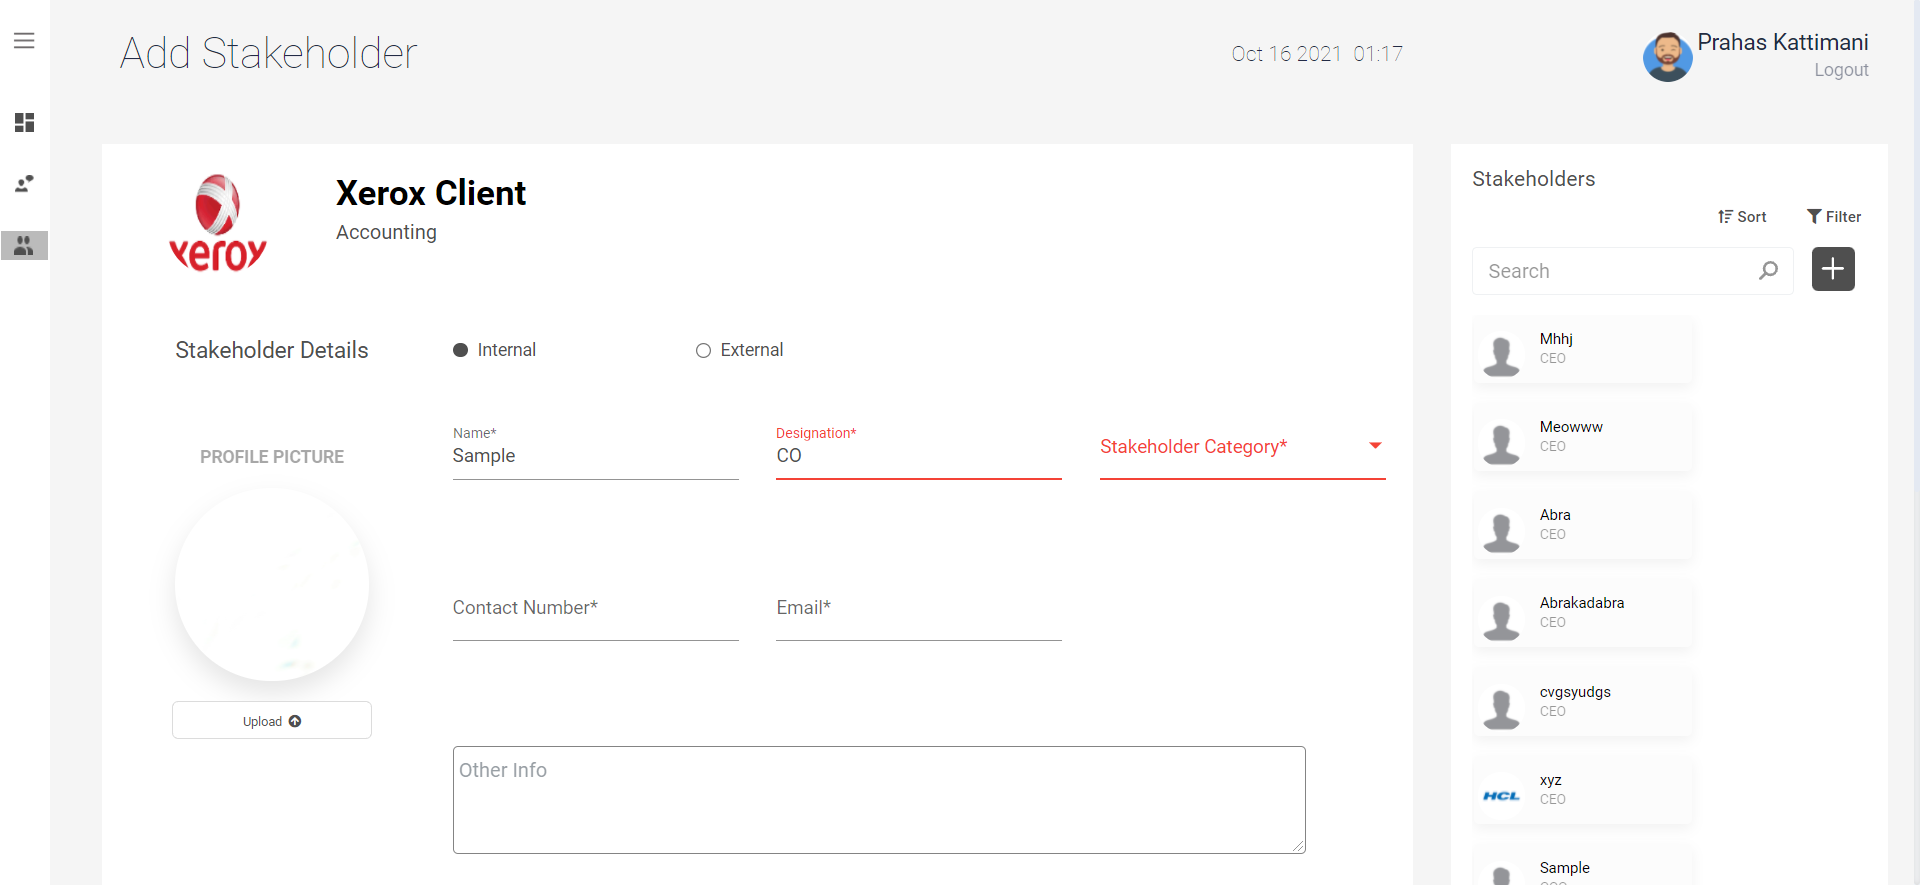 Add Stakeholder
Oct 16 2021 01:17
Prahas Kattimani
Logout
xerox
Xerox Client
Accounting
Stakeholder Details
Internal
External
PROFILE PICTURE
Upload
Name*
Sample
Designation*
CO
Stakeholder Category*
Contact Number*
Email*
Other Info
Stakeholders
Sort
Filter
Search
Mhhj
CEO
Meowww
CEO
Abra
CEO
Abrakadabra
CEO
cvgsyudgs
CEO
HCL
xyz
CEO
Sample